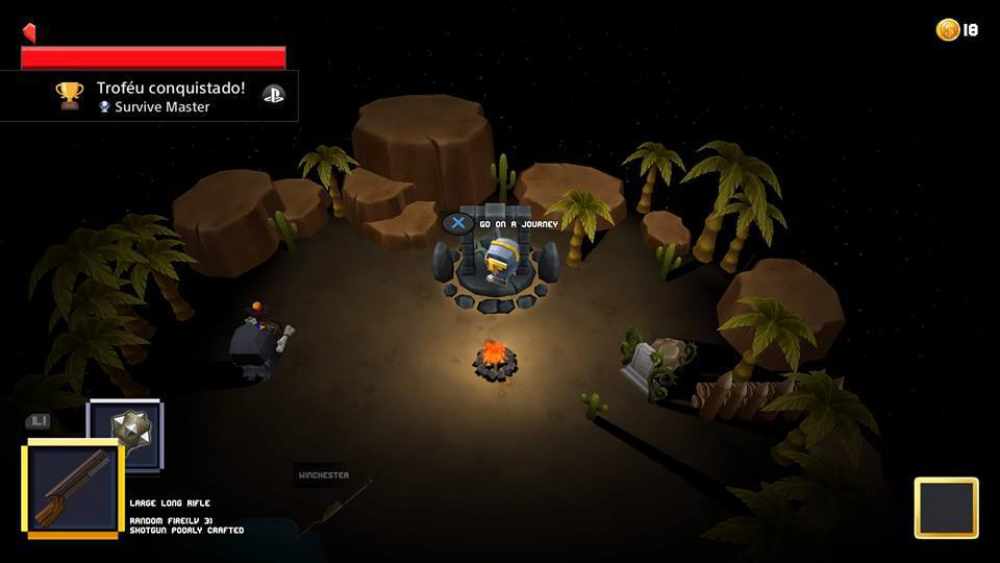 18
Troféu conquistado!
Survive Master
GO ON A JOURNEY
L1
WINCHESTER
LARGE LONG RIFLE
RANDOM FIRE(LV 3)
SHOTGUN POORLY CRAFTED